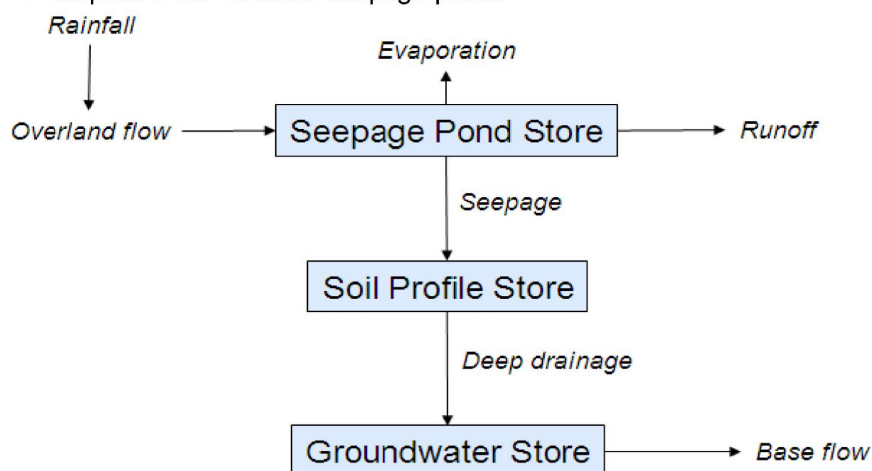 Rainfall
Evaporation
Overland flow
Seepage Pond Store
Runoff
Seepage
Soil Profile Store
Deep drainage
Groundwater Store
Base flow